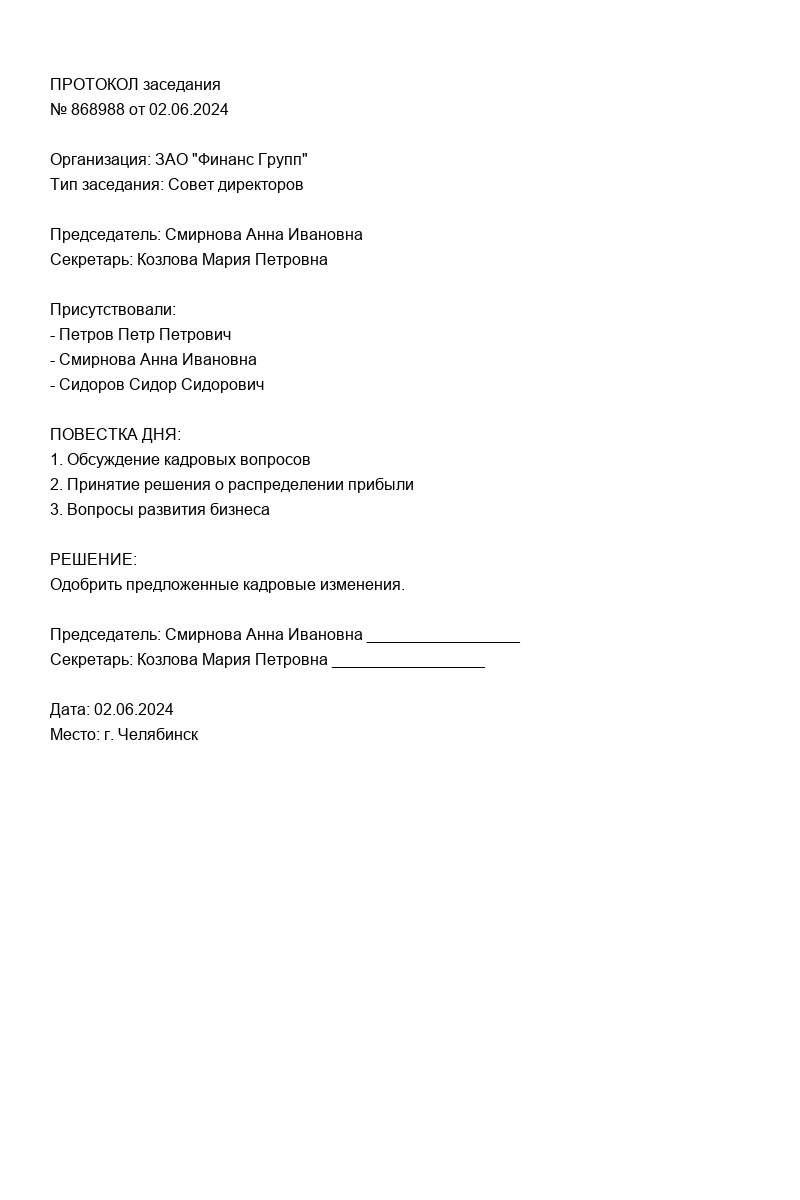 ПРОТОКОЛ заседания
№ 868988 от 02.06.2024
Организация: ЗАО "Финанс Групп"
Тип заседания: Совет директоров
Председатель: Смирнова Анна Ивановна
Секретарь: Козлова Мария Петровна
Присутствовали:
- Петров Петр Петрович
- Смирнова Анна Ивановна
- Сидоров Сидор Сидорович
ПОВЕСТКА ДНЯ:
1. Обсуждение кадровых вопросов
2. Принятие решения о распределении прибыли
3. Вопросы развития бизнеса
РЕШЕНИЕ:
Одобрить предложенные кадровые изменения.
Председатель: Смирнова Анна Ивановна __________________
Секретарь: Козлова Мария Петровна __________________
Дата: 02.06.2024
Место: г. Челябинск